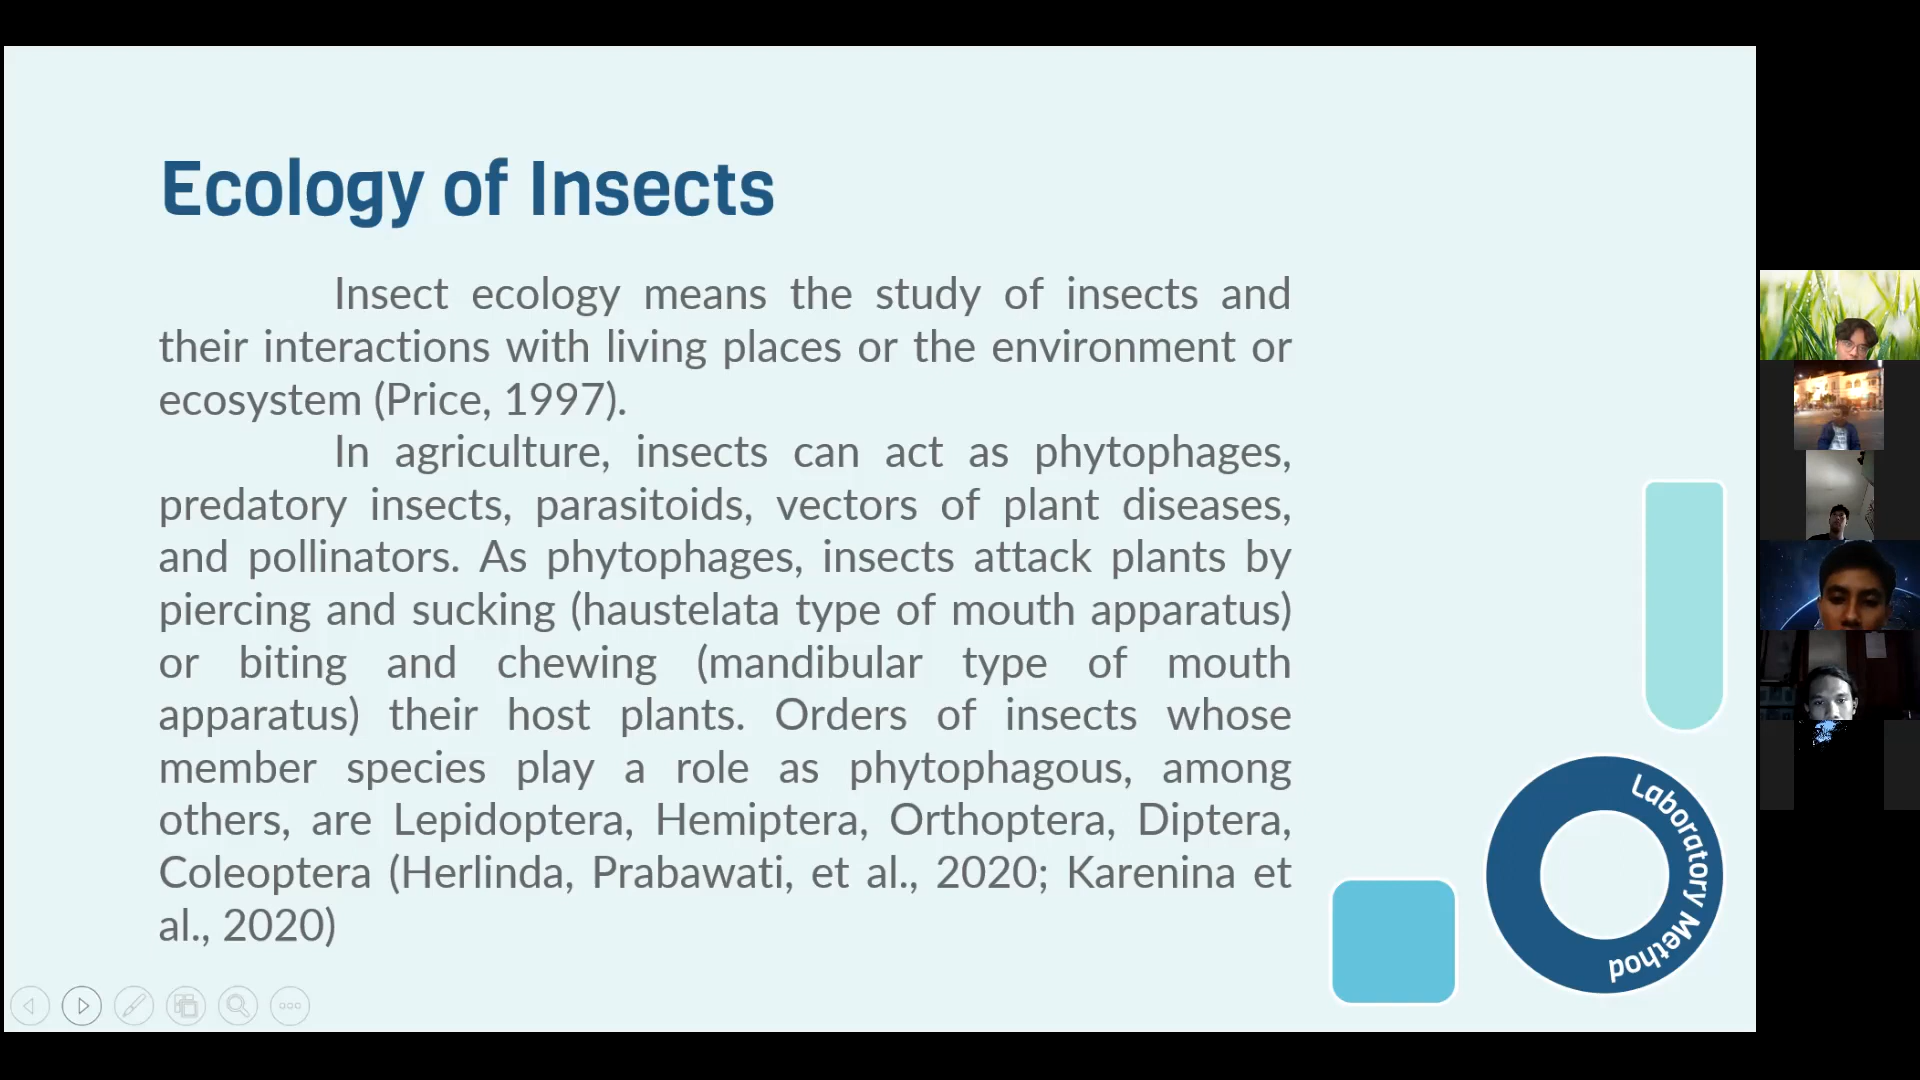 Ecology of Insects
Insect ecology means the study of insects and
their interactions with living places or the environment or
ecosystem (Price, 1997).
In agriculture, insects can act as phytophages,
predatory insects, parasitoids, vectors of plant diseases,
and pollinators. As phytophages, insects attack plants by
piercing and sucking (haustelata type of mouth apparatus)
or biting and chewing (mandibular type of mouth
apparatus) their host plants. Orders of insects whose
member species play a role as phytophagous, among
others, are Lepidoptera, Hemiptera, Orthoptera, Diptera,
Coleoptera (Herlinda, Prabawati, et al., 2020; Karenina et
al., 2020)
Laboratory Method